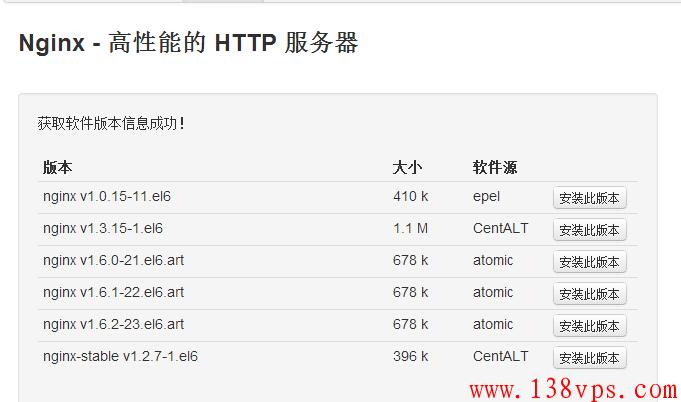 Nginx - 高性能的 HTTP 服务器
获取软件版本信息成功！
版本 大小 软件源
nginx v1.0.15-11.el6 410 k epel 安装此版本
nginx v1.3.15-1.el6 1.1 M CentALT 安装此版本
nginx v1.6.0-21.el6.art 678 k atomic 安装此版本
nginx v1.6.1-22.el6.art 678 k atomic 安装此版本
nginx v1.6.2-23.el6.art 678 k atomic 安装此版本
nginx-stable v1.2.7-1.el6 396 k CentALT 安装此版本
www.138vps.com